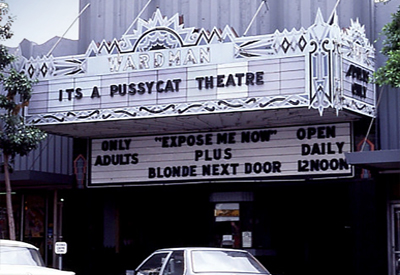 WARDMAN
ITS A PUSSYCAT THEATRE
ONLY ADULTS
"EXPOSE ME NOW"
PLUS
BLONDE NEXT DOOR
OPEN DAILY 12NOON